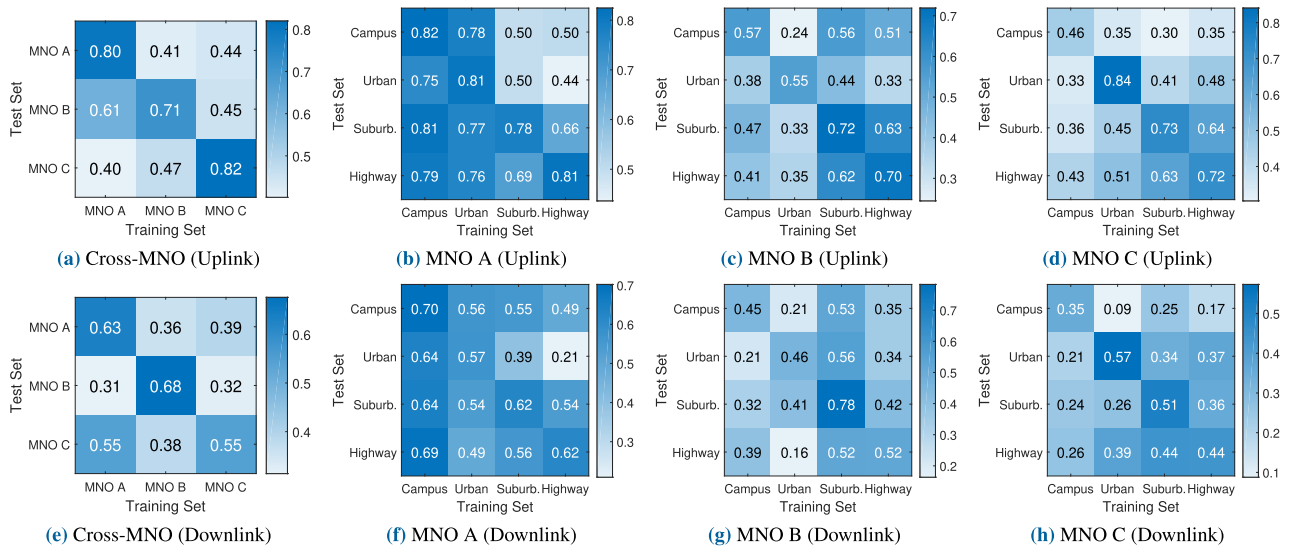 MNO A 0.80 0.41 0.44
MNO B 0.61 0.71 0.45
MNO C 0.40 0.47 0.82
MNO A MNO B MNO C
Training Set
Test Set
0.8
0.7
0.6
0.5
(a) Cross-MNO (Uplink)
Campus 0.82 0.78 0.50 0.50
Urban 0.75 0.81 0.50 0.44
Suburb. 0.81 0.77 0.78 0.66
Highway 0.79 0.76 0.69 0.81
Campus Urban Suburb. Highway
Training Set
Test Set
0.8
0.7
0.6
0.5
(b) MNO A (Uplink)
Campus 0.57 0.24 0.56 0.51
Urban 0.38 0.55 0.44 0.33
Suburb. 0.47 0.33 0.72 0.63
Highway 0.41 0.35 0.62 0.70
Campus Urban Suburb. Highway
Training Set
Test Set
0.7
0.6
0.5
0.4
0.3
(c) MNO B (Uplink)
Campus 0.46 0.35 0.30 0.35
Urban 0.33 0.84 0.41 0.48
Suburb. 0.36 0.45 0.73 0.64
Highway 0.43 0.51 0.63 0.72
Campus Urban Suburb. Highway
Training Set
Test Set
0.8
0.7
0.6
0.5
0.4
(d) MNO C (Uplink)
MNO A 0.63 0.36 0.39
MNO B 0.31 0.68 0.32
MNO C 0.55 0.38 0.55
MNO A MNO B MNO C
Training Set
Test Set
0.6
0.5
0.4
(e) Cross-MNO (Downlink)
Campus 0.70 0.56 0.55 0.49
Urban 0.64 0.57 0.39 0.21
Suburb. 0.64 0.54 0.62 0.54
Highway 0.69 0.49 0.56 0.62
Campus Urban Suburb. Highway
Training Set
Test Set
0.7
0.6
0.5
0.4
0.3
(f) MNO A (Downlink)
Campus 0.45 0.21 0.53 0.35
Urban 0.21 0.46 0.56 0.34
Suburb. 0.32 0.41 0.78 0.42
Highway 0.39 0.16 0.52 0.52
Campus Urban Suburb. Highway
Training Set
Test Set
0.7
0.6
0.5
0.4
0.3
0.2
(g) MNO B (Downlink)
Campus 0.35 0.09 0.25 0.17
Urban 0.21 0.57 0.34 0.37
Suburb. 0.24 0.26 0.51 0.36
Highway 0.26 0.39 0.44 0.44
Campus Urban Suburb. Highway
Training Set
Test Set
0.5
0.4
0.3
0.2
0.1
(h) MNO C (Downlink)